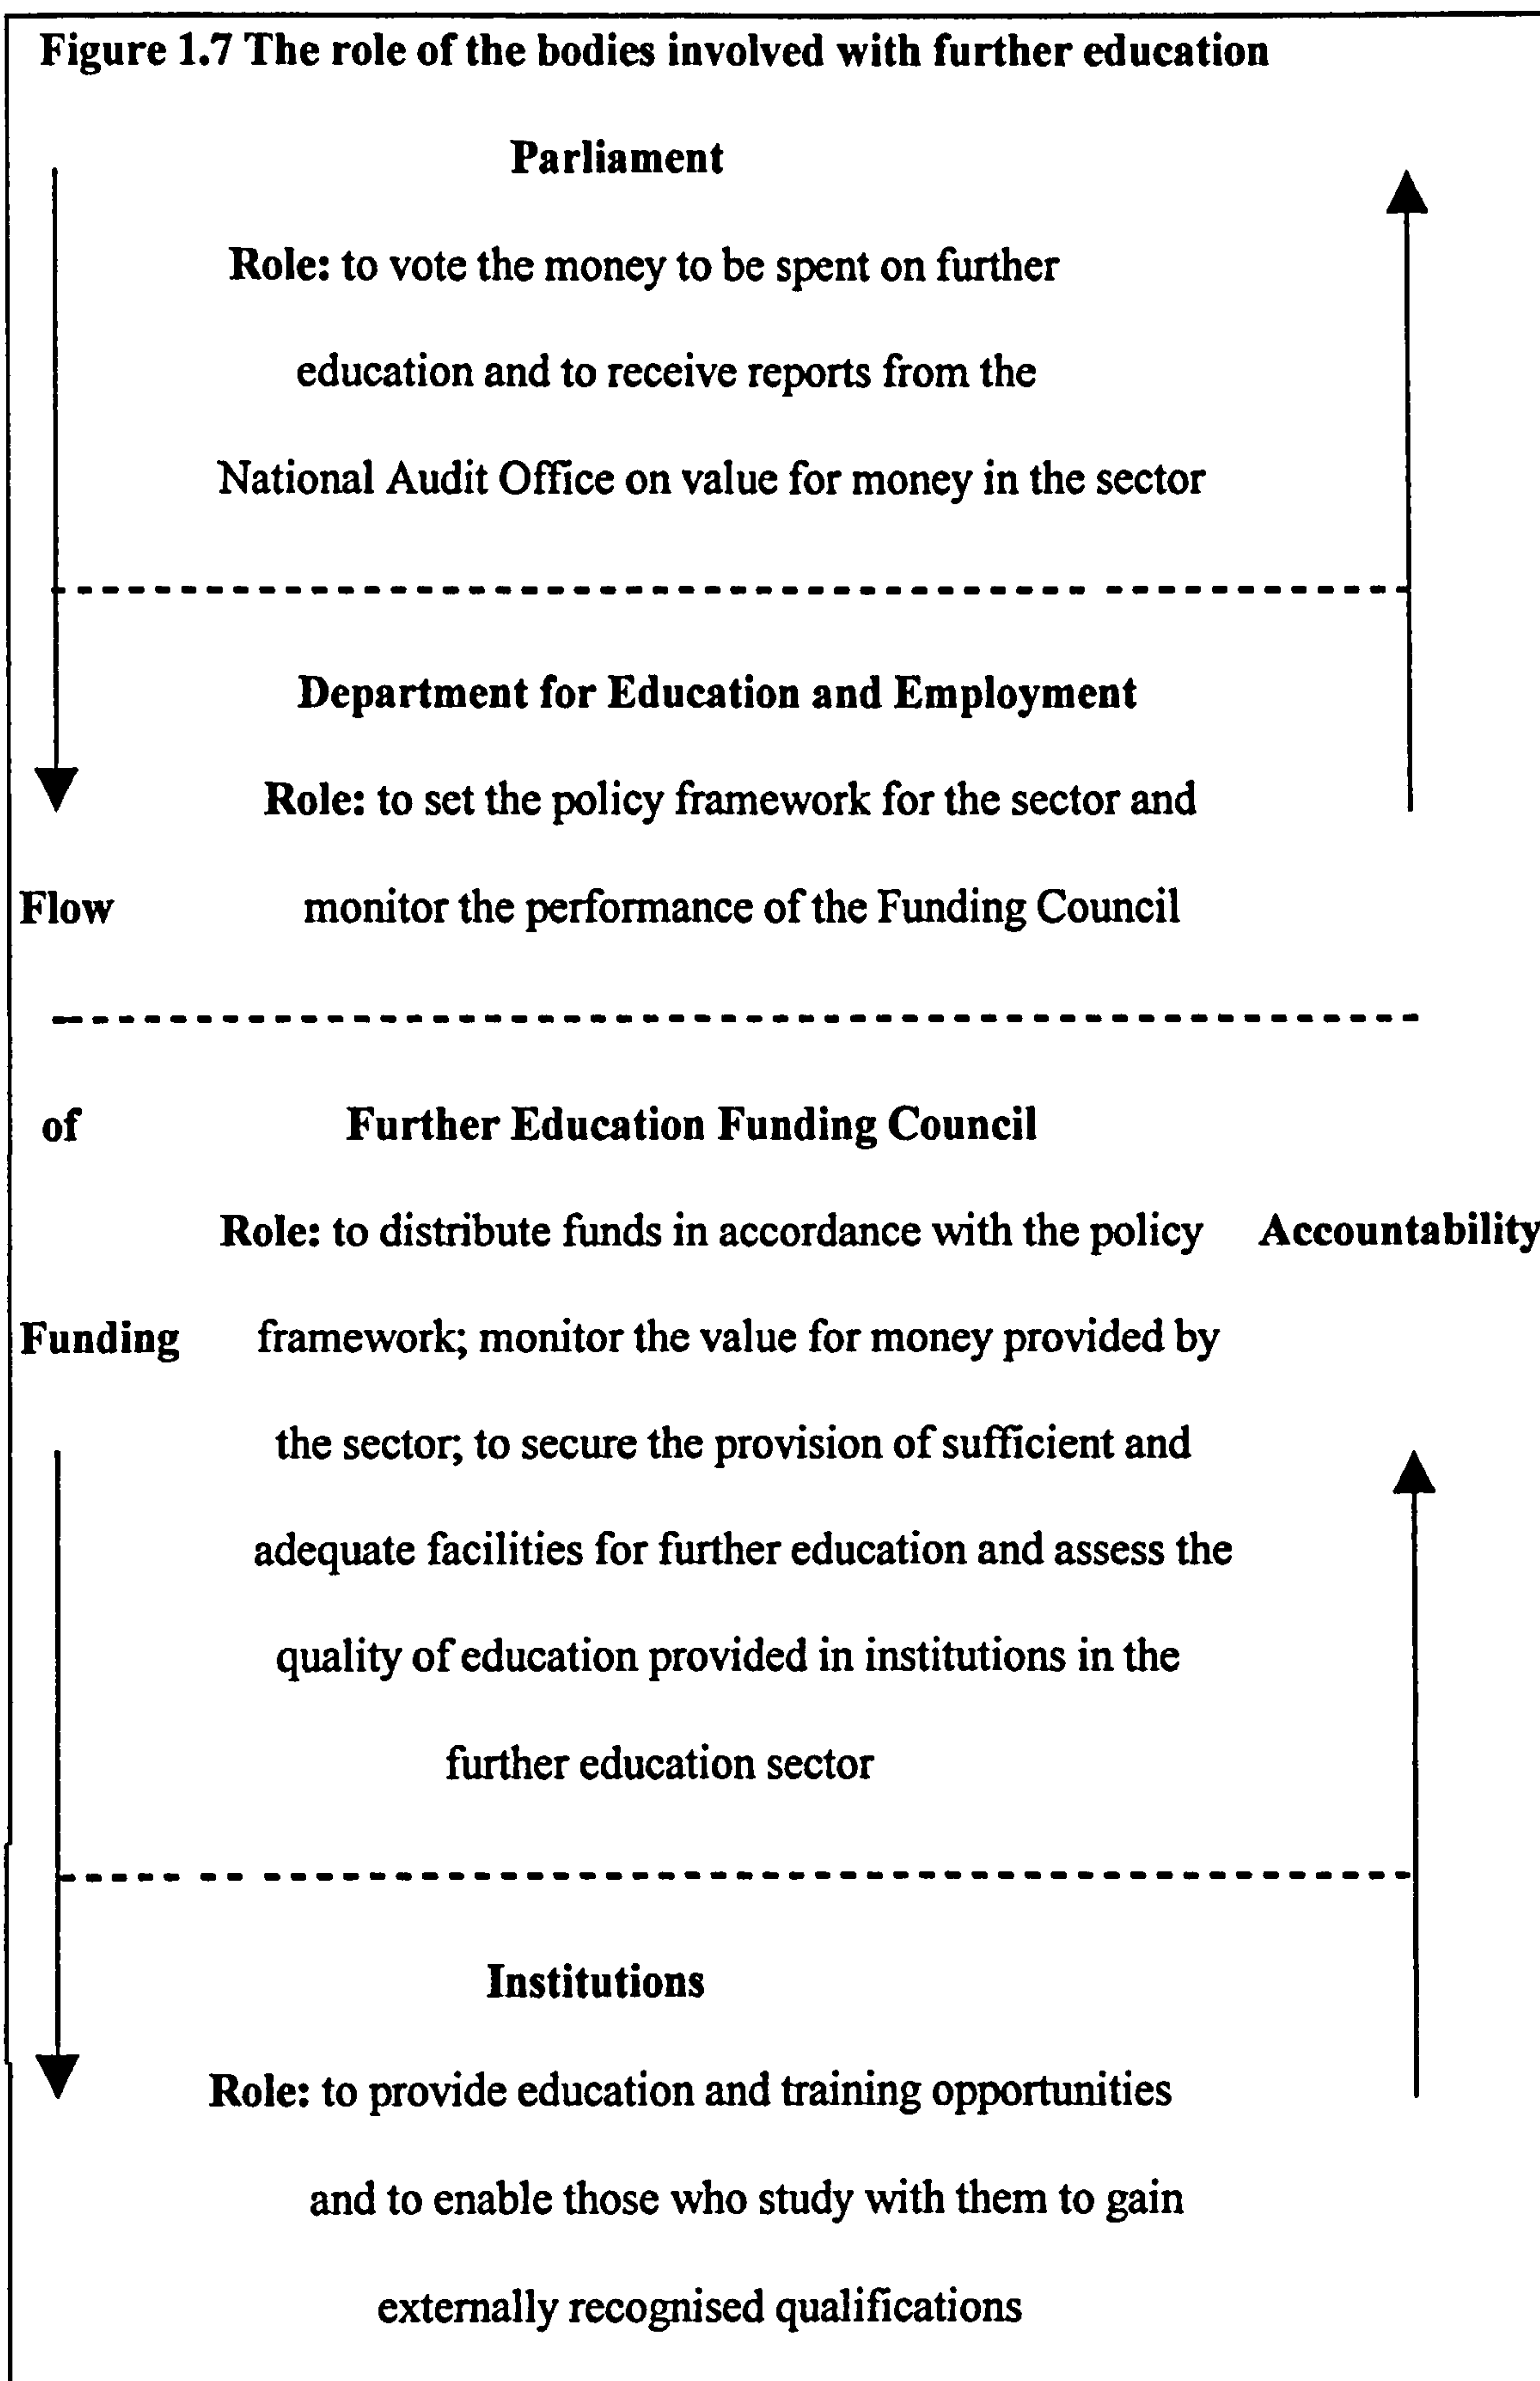 Figure 1.7 The role of the bodies involved with further education
Parliament
Role: to vote the money to be spent on further
education and to receive reports from the
National Audit Office on value for money in the sector
Department for Education and Employment
Role: to set the policy framework for the sector and
Flow monitor the performance of the Funding Council
of Further Education Funding Council
Role: to distribute funds in accordance with the policy Accountability
Funding framework; monitor the value for money provided by
the sector; to secure the provision of sufficient and
adequate facilities for further education and assess the
quality of education provided in institutions in the
further education sector
Institutions
Role: to provide education and training opportunities
and to enable those who study with them to gain
externally recognised qualifications